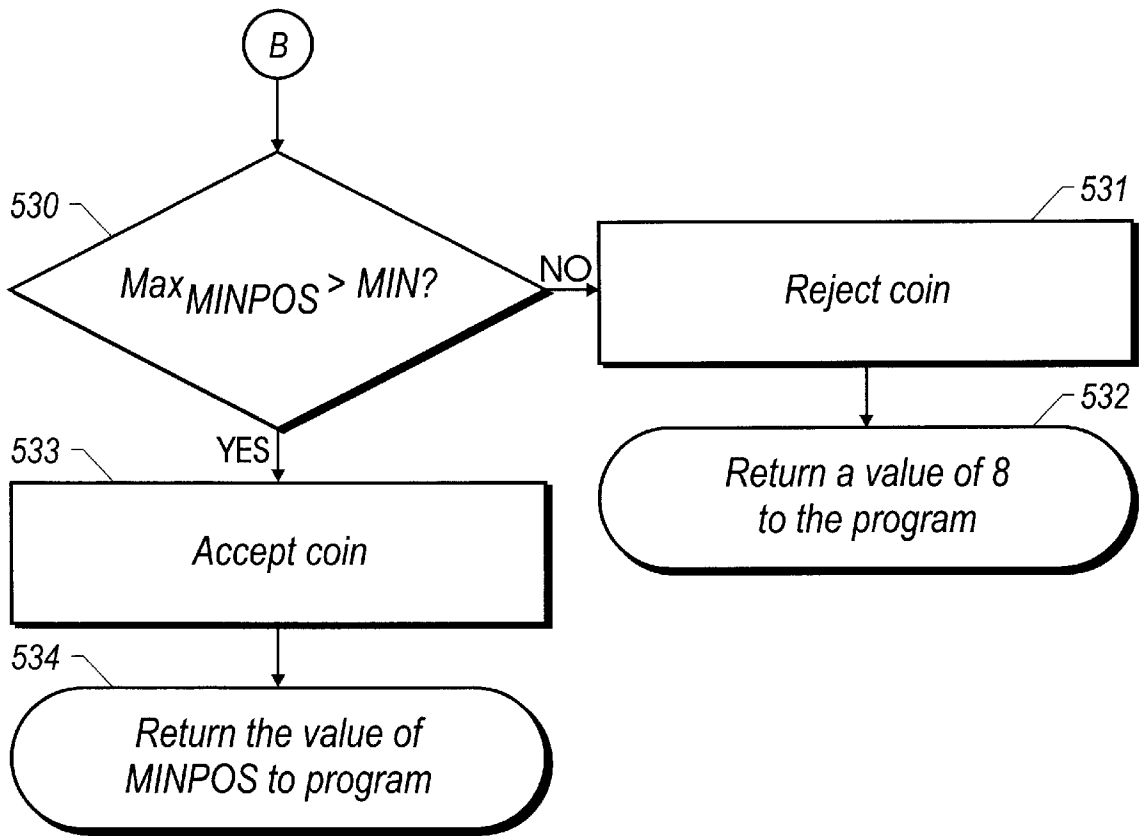 B
530
Max MINPOS > MIN?
NO
531
Reject coin
532
Return a value of 8
to the program
YES
533
Accept coin
534
Return the value of
MINPOS to program